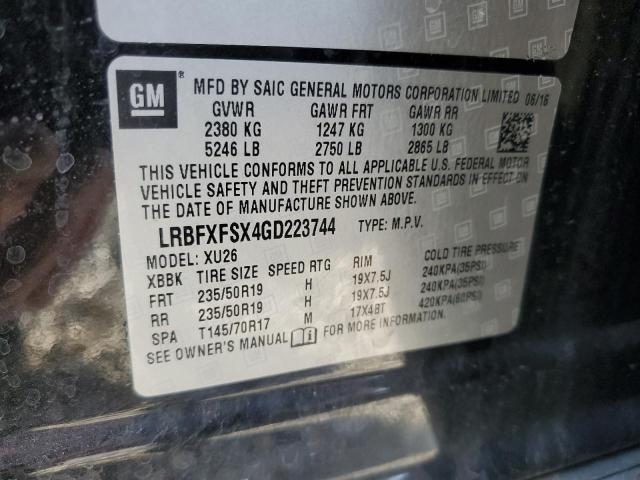 GM ®
MFD BY SAIC GENERAL MOTORS CORPORATION LIMITED 06/16
GVWR GAWR FRT GAWR RR
2380 KG 1247 KG 1300 KG
5246 LB 2750 LB 2865 LB
THIS VEHICLE CONFORMS TO ALL APPLICABLE U.S. FEDERAL MOTOR
VEHICLE SAFETY AND THEFT PREVENTION STANDARDS IN EFFECT ON
THE DATE OF MANUFACTURE SHOWN ABOVE.
LRBFXFSX4GD223744 TYPE: M.P.V.
MODEL: XU26
XBBK TIRE SIZE SPEED RTG RIM COLD TIRE PRESSURE
FRT 235/50R19 H 19X7.5J 240KPA(35PSI)
RR 235/50R19 H 19X7.5J 240KPA(35PSI)
SPA T145/70R17 M 17X4BT 420KPA(60PSI)
SEE OWNER'S MANUAL FOR MORE INFORMATION.